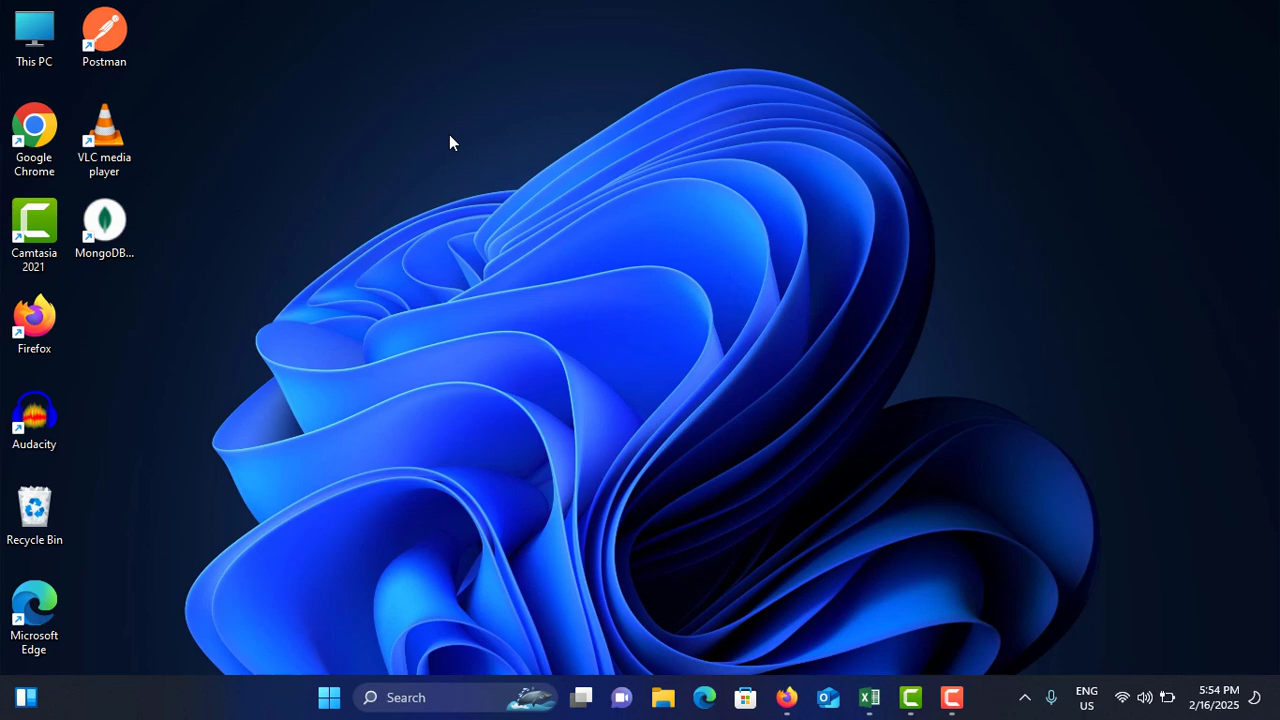 This PC
Postman
Google
Chrome
VLC media
player
Camtasia
2021
MongoDB...
Firefox
Audacity
Recycle Bin
Microsoft
Edge
Search
ENG
US
5:54 PM
2/16/2025